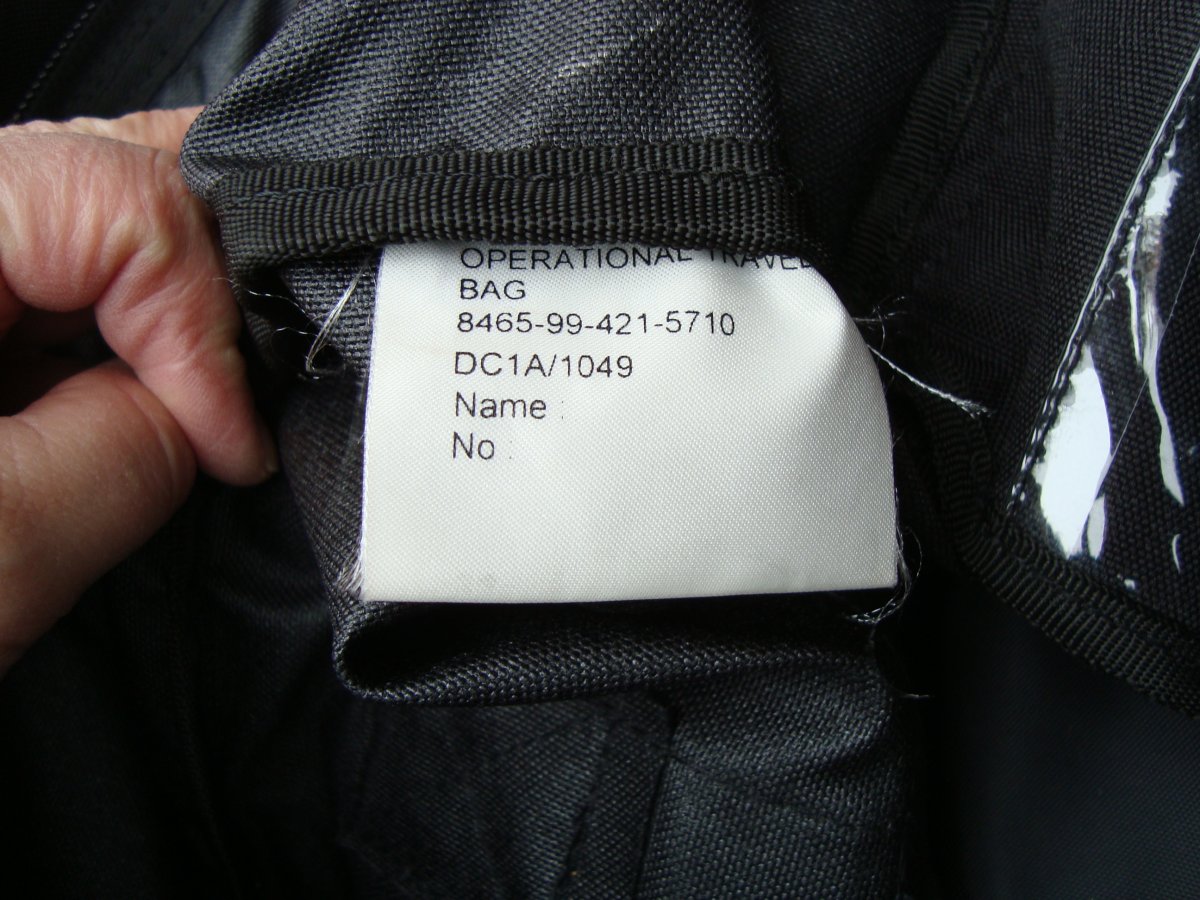 OPERATIONAL TRAVEL
BAG
8465-99-421-5710
DC1A/1049
Name :
No :